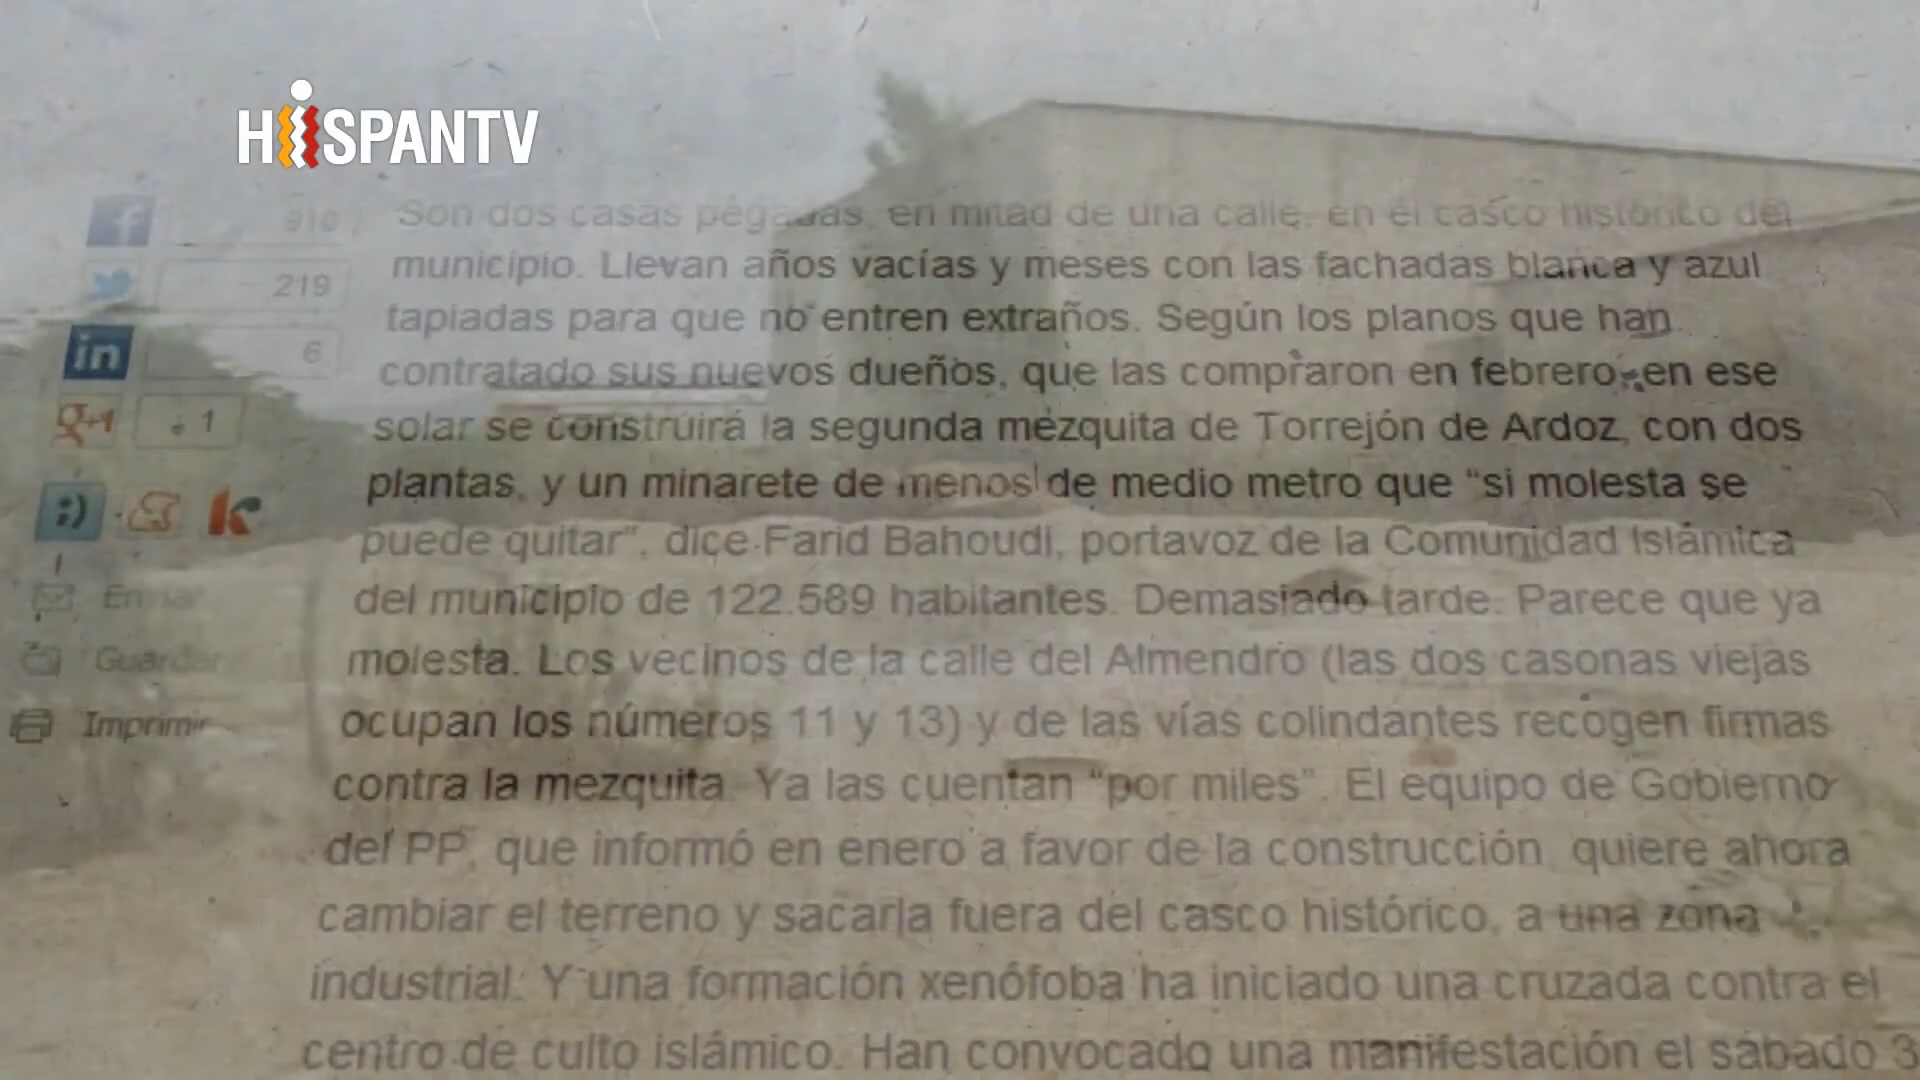 HISPANTV
910
219
6
1
Enviar
Guardar
Imprimir
Son dos casas pegadas, en mitad de una calle, en el casco histórico del
municipio. Llevan años vacías y meses con las fachadas blanca y azul
tapiadas para que no entren extraños. Según los planos que han
contratado sus nuevos dueños, que las compraron en febrero, en ese
solar se construirá la segunda mezquita de Torrejón de Ardoz, con dos
plantas, y un minarete de menos de medio metro que “si molesta se
puede quitar”, dice Farid Bahoudi, portavoz de la Comunidad Islámica
del municipio de 122.589 habitantes. Demasiado tarde. Parece que ya
molesta. Los vecinos de la calle del Almendro (las dos casonas viejas
ocupan los números 11 y 13) y de las vías colindantes recogen firmas
contra la mezquita. Ya las cuentan “por miles”. El equipo de Gobierno
del PP, que informó en enero a favor de la construcción, quiere ahora
cambiar el terreno y sacarla fuera del casco histórico, a una zona
industrial. Y una formación xenófoba ha iniciado una cruzada contra el
centro de culto islámico. Han convocado una manifestación el sábado 3